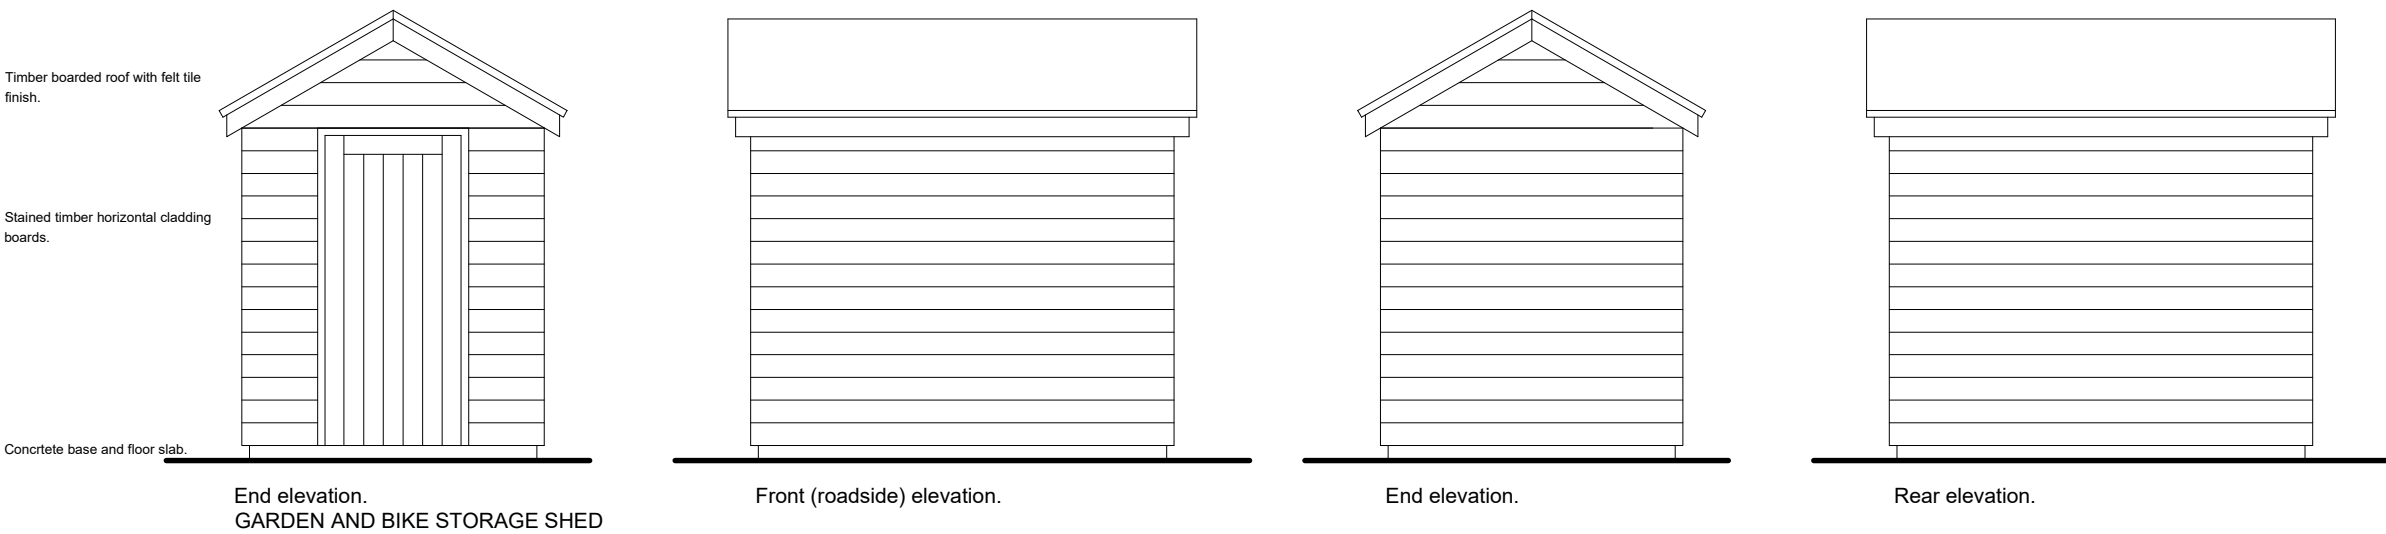 Timber boarded roof with felt tile
finish.
Stained timber horizontal cladding
boards.
Concrtete base and floor slab.
End elevation.
GARDEN AND BIKE STORAGE SHED
Front (roadside) elevation.
End elevation.
Rear elevation.